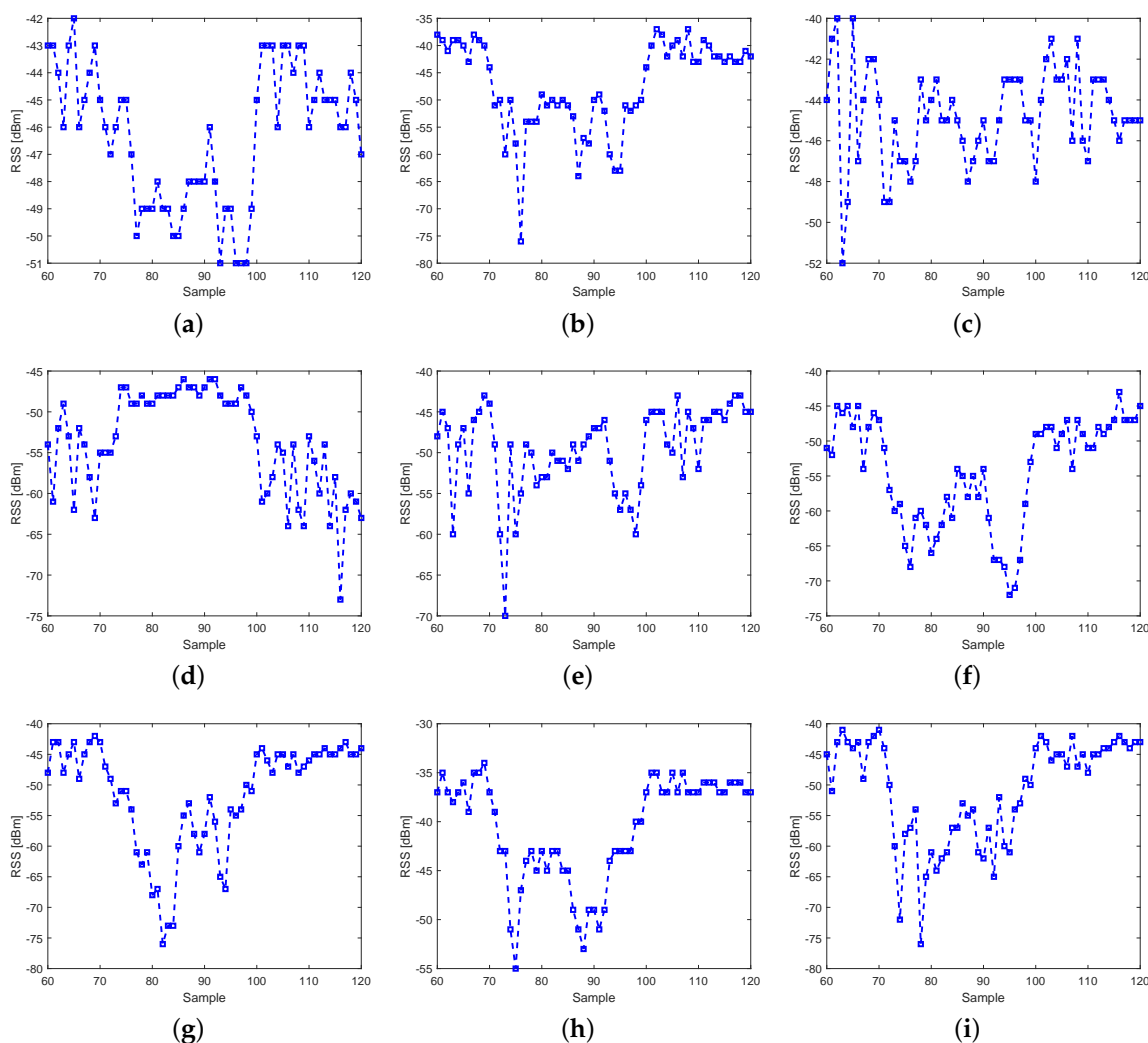 -42
-43
-44
-45
-46
-47
-48
-49
-50
-51
RSS [dBm]
60 70 80 90 100 110 120
Sample
(a)
-35
-40
-45
-50
-55
-60
-65
-70
-75
-80
RSS [dBm]
60 70 80 90 100 110 120
Sample
(b)
-40
-42
-44
-46
-48
-50
-52
RSS [dBm]
60 70 80 90 100 110 120
Sample
(c)
-45
-50
-55
-60
-65
-70
-75
RSS [dBm]
60 70 80 90 100 110 120
Sample
(d)
-40
-45
-50
-55
-60
-65
-70
RSS [dBm]
60 70 80 90 100 110 120
Sample
(e)
-40
-45
-50
-55
-60
-65
-70
-75
RSS [dBm]
60 70 80 90 100 110 120
Sample
(f)
-40
-45
-50
-55
-60
-65
-70
-75
-80
RSS [dBm]
60 70 80 90 100 110 120
Sample
(g)
-30
-35
-40
-45
-50
-55
RSS [dBm]
60 70 80 90 100 110 120
Sample
(h)
-40
-45
-50
-55
-60
-65
-70
-75
-80
RSS [dBm]
60 70 80 90 100 110 120
Sample
(i)